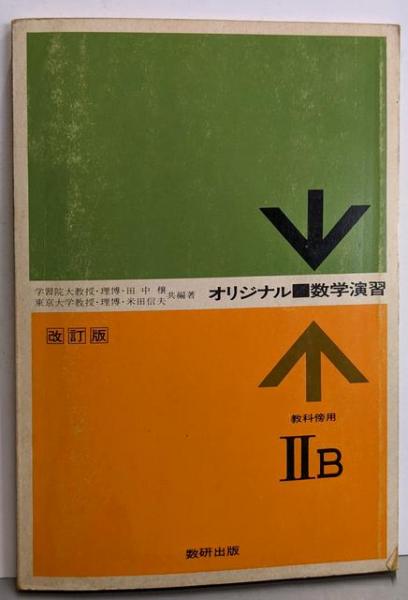 学習院大教授・理博・田中 穣
東京大学教授・理博・米田信夫
共編著
オリジナル■数学演習
改訂版
教科傍用
ⅡB
数研出版